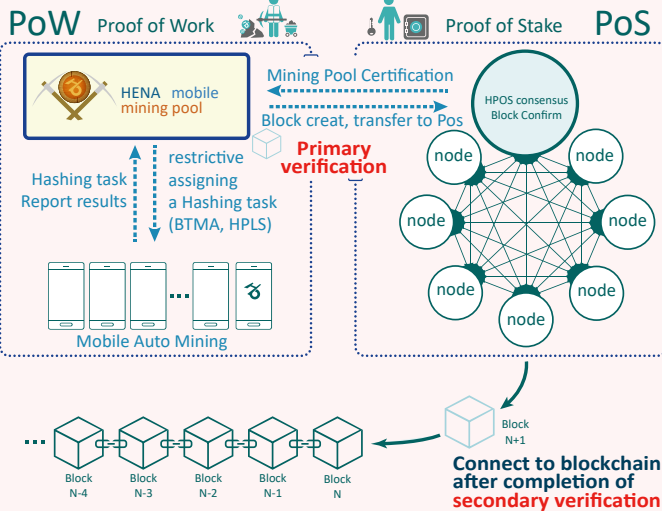 PoW Proof of Work
Proof of Stake PoS
HENA mobile
mining pool
Mining Pool Certification
Block creat, transfer to Pos
Primary
verification
HPOS consensus
Block Confirm
node
node
node
node
node
node
node
Hashing task
Report results
restrictive
assigning
a Hashing task
(BTMA, HPLS)
...
Mobile Auto Mining
Block
N+1
...
Block
N-4
Block
N-3
Block
N-2
Block
N-1
Block
N
Connect to blockchain
after completion of
secondary verification